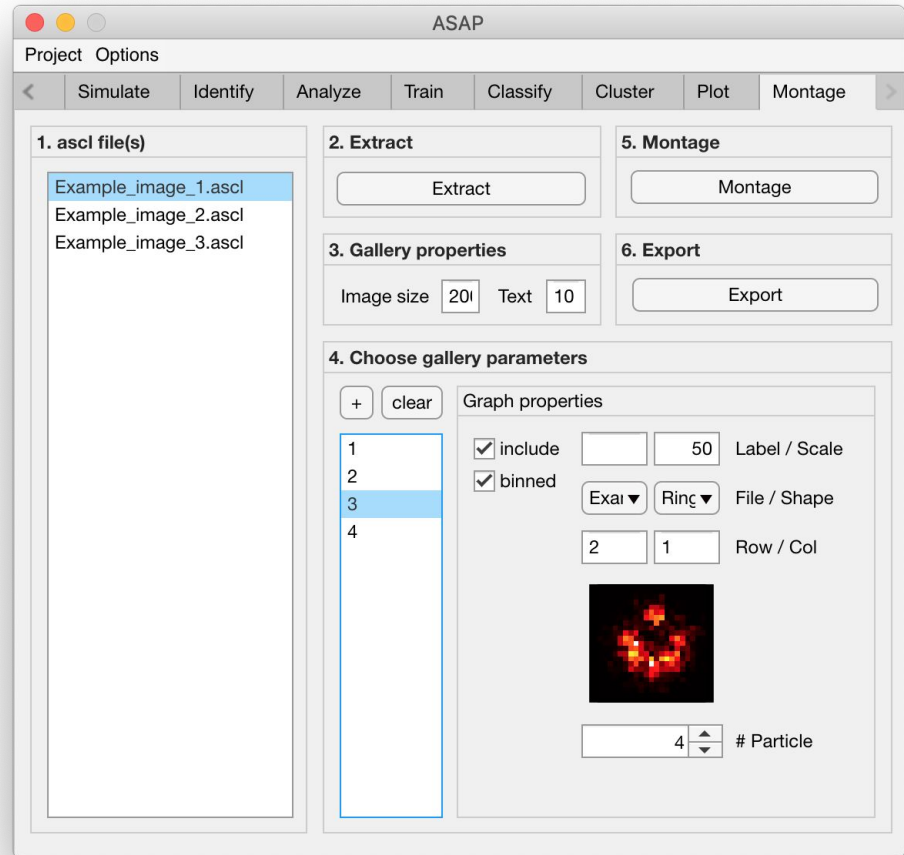 ASAP
Project Options
Simulate Identify Analyze Train Classify Cluster Plot Montage
1. ascl file(s)
Example_image_1.ascl
Example_image_2.ascl
Example_image_3.ascl
2. Extract
Extract
5. Montage
Montage
3. Gallery properties
Image size 20 Text 10
6. Export
Export
4. Choose gallery parameters
+ clear
1
2
3
4
Graph properties
include 50 Label / Scale
binned
Exa Ring File / Shape
2 1 Row / Col
4 # Particle